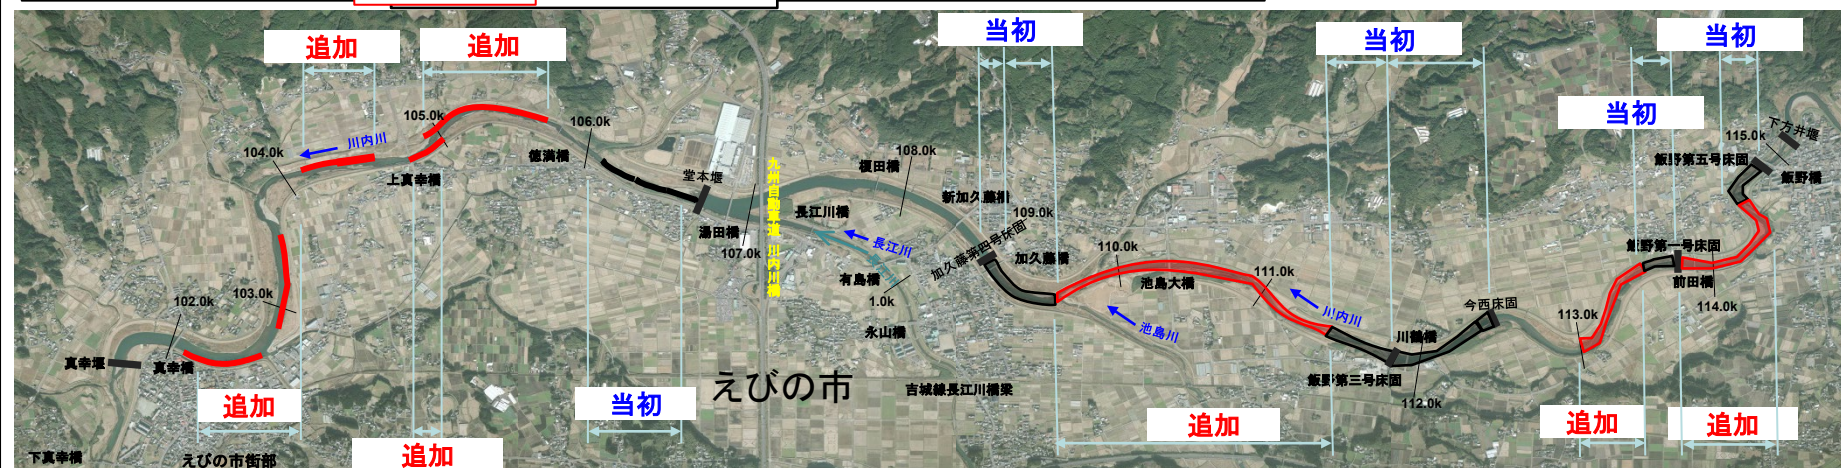 追加
追加
当初
当初
当初
当初
105.0k
106.0k
川内川
104.0k
徳満橋
上真幸橋
堂本堰
九州自動車道 川内川橋
榎田橋
108.0k
新加久藤橋
109.0k
長江川橋
湯田橋
107.0k
長江川
加久藤第四号床固
加久藤橋
有島橋
1.0k
永山橋
110.0k
池島大橋
111.0k
池島川
川内川
今西床固
川鶴橋
飯野第三号床固
112.0k
113.0k
飯野第一号床固
前田橋
114.0k
115.0k
下方井堰
飯野第五号床固
飯野橋
102.0k
103.0k
真幸堰
真幸橋
えびの市
吉城線長江川橋梁
追加
当初
追加
追加
追加
追加
下真幸橋
えびの市街部